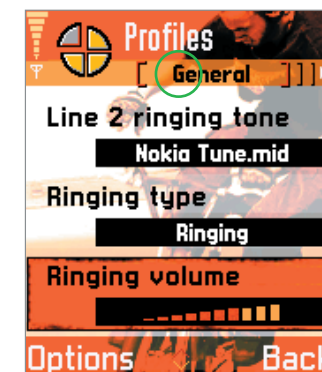 Profiles
General
Line 2 ringing tone
Nokia Tune.mid
Ringing type
Ringing
Ringing volume
Options Back